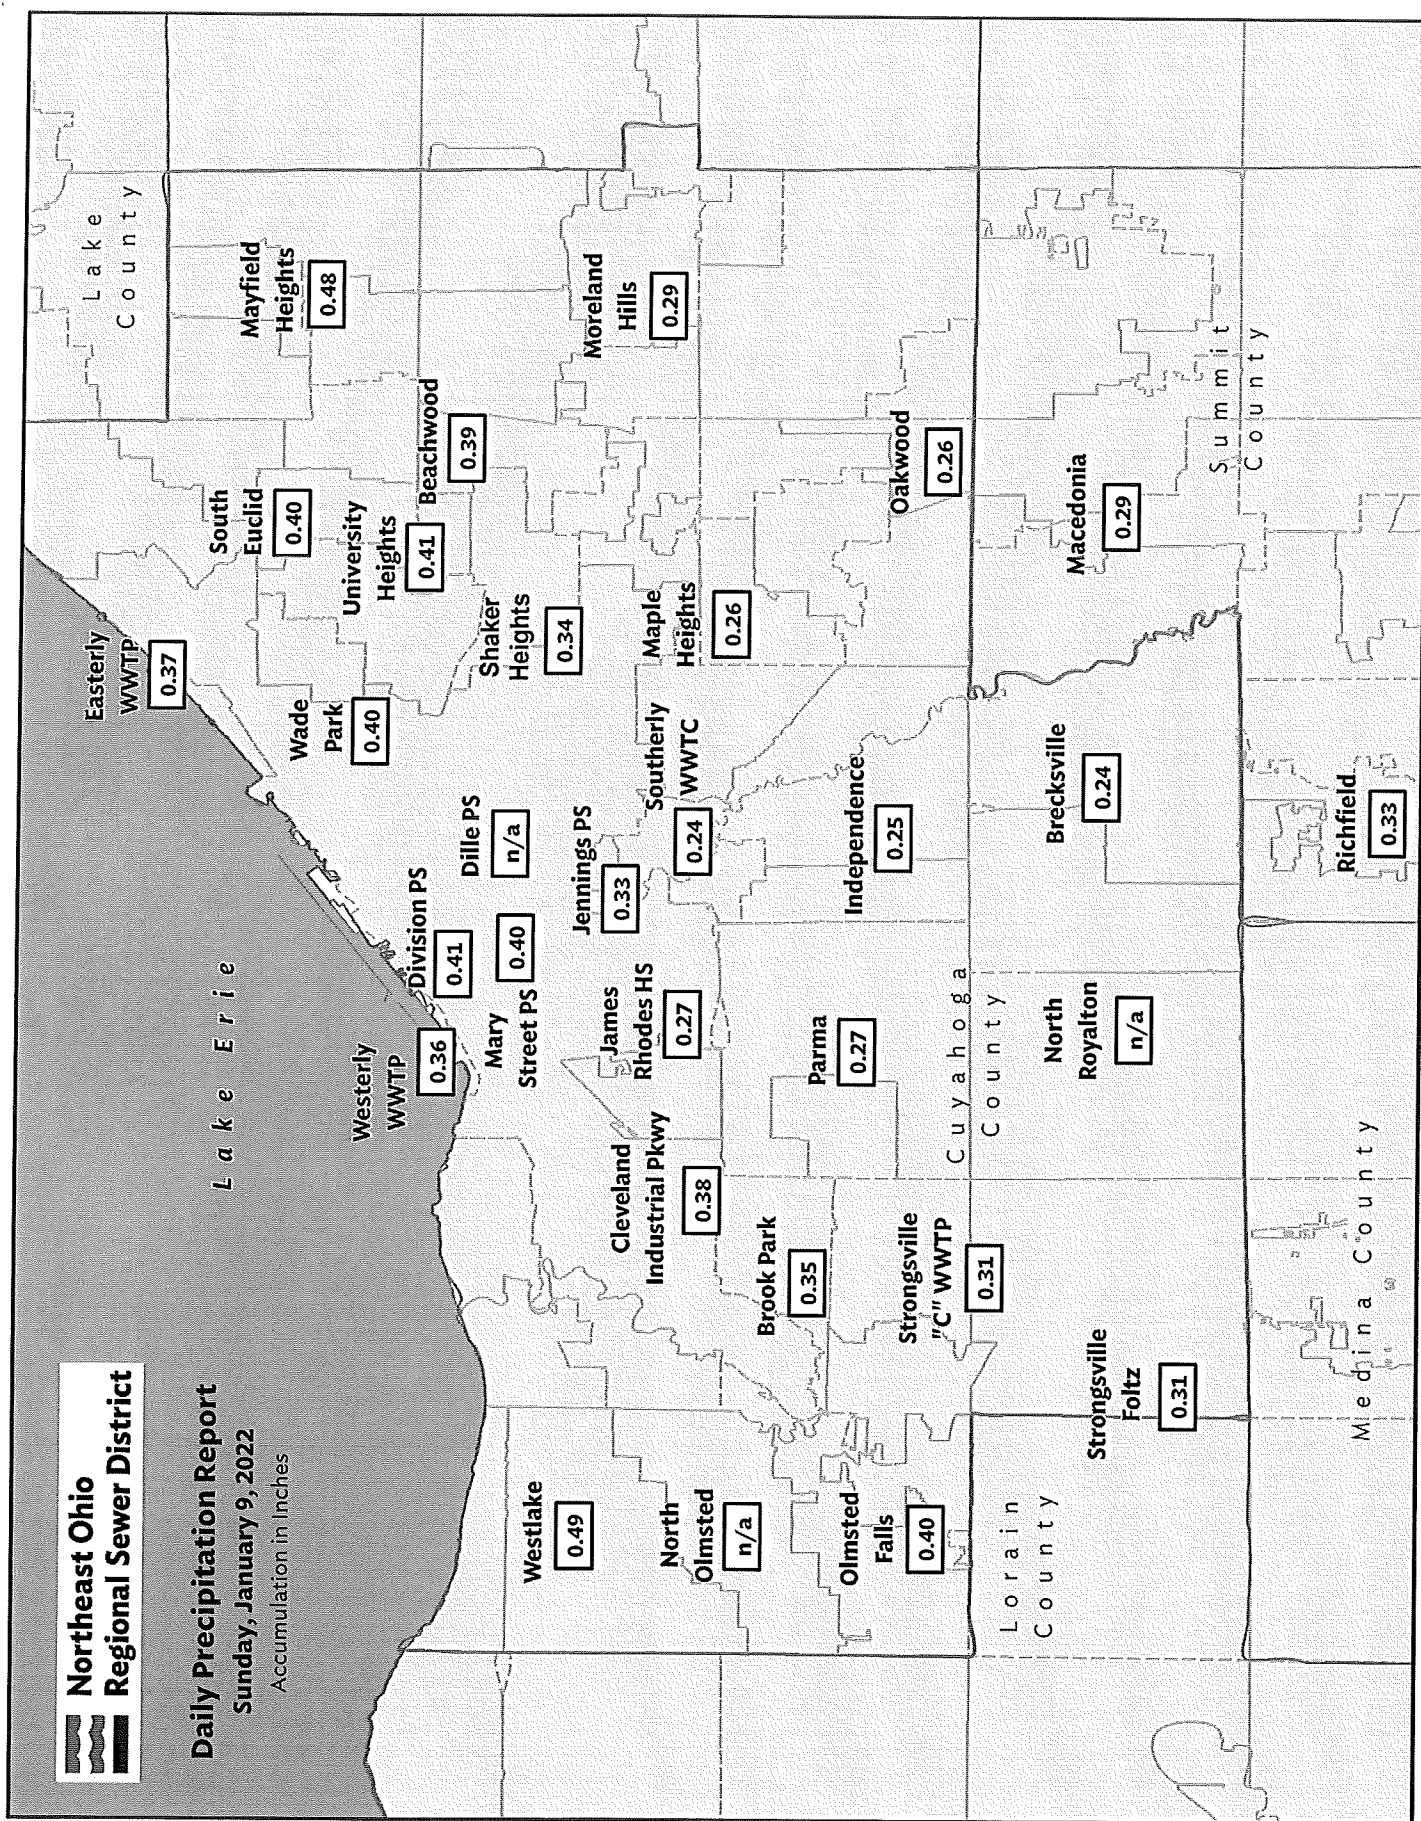 Northeast Ohio
Regional Sewer District
Daily Precipitation Report
Sunday, January 9, 2022
Accumulation in Inches
Lake Erie
Lake
County
Easterly
WWTP
0.37
Mayfield
Heights
0.48
South
Euclid
0.40
Wade
Park
0.40
University
Heights
0.41
Beachwood
0.39
Westerly
WWTP
0.36
Division PS
0.41
Dille PS
n/a
Mary
Street PS
0.40
Shaker
Heights
0.34
Westlake
0.49
Jennings PS
0.33
Moreland
Hills
0.29
James
Rhodes HS
0.27
Cleveland
Industrial Pkwy
0.38
Southerly
WWTC
0.24
Maple
Heights
0.26
North
Olmsted
n/a
Brook Park
0.35
Parma
0.27
Independence
0.25
Oakwood
0.26
Olmsted
Falls
0.40
Strongsville
"C" WWTP
0.31
Cuyahoga
County
Lorain
County
North
Royalton
n/a
Brecksville
0.24
Macedonia
0.29
Strongsville
Foltz
0.31
Summit
County
Richfield
0.33
Medina County